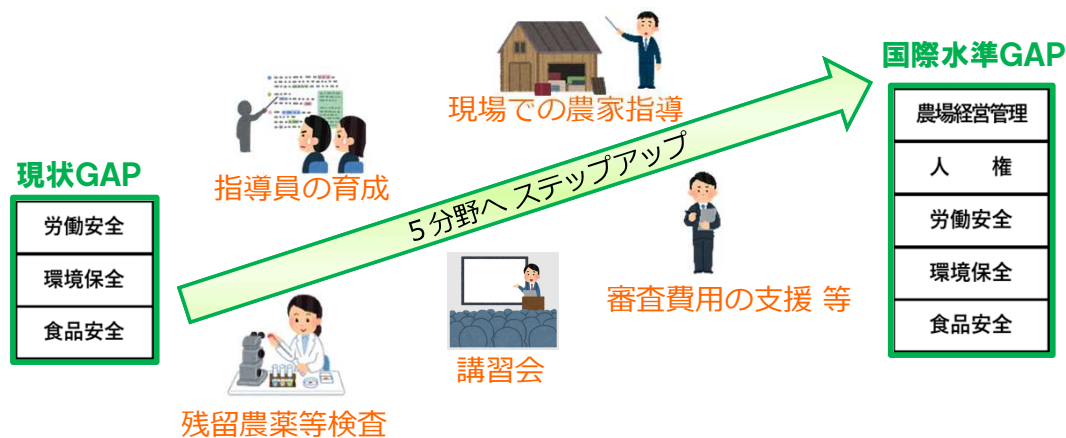 現状GAP
労働安全
環境保全
食品安全
指導員の育成
現場での農家指導
5分野へ ステップアップ
残留農薬等検査
講習会
審査費用の支援 等
国際水準GAP
農場経営管理
人　　権
労働安全
環境保全
食品安全